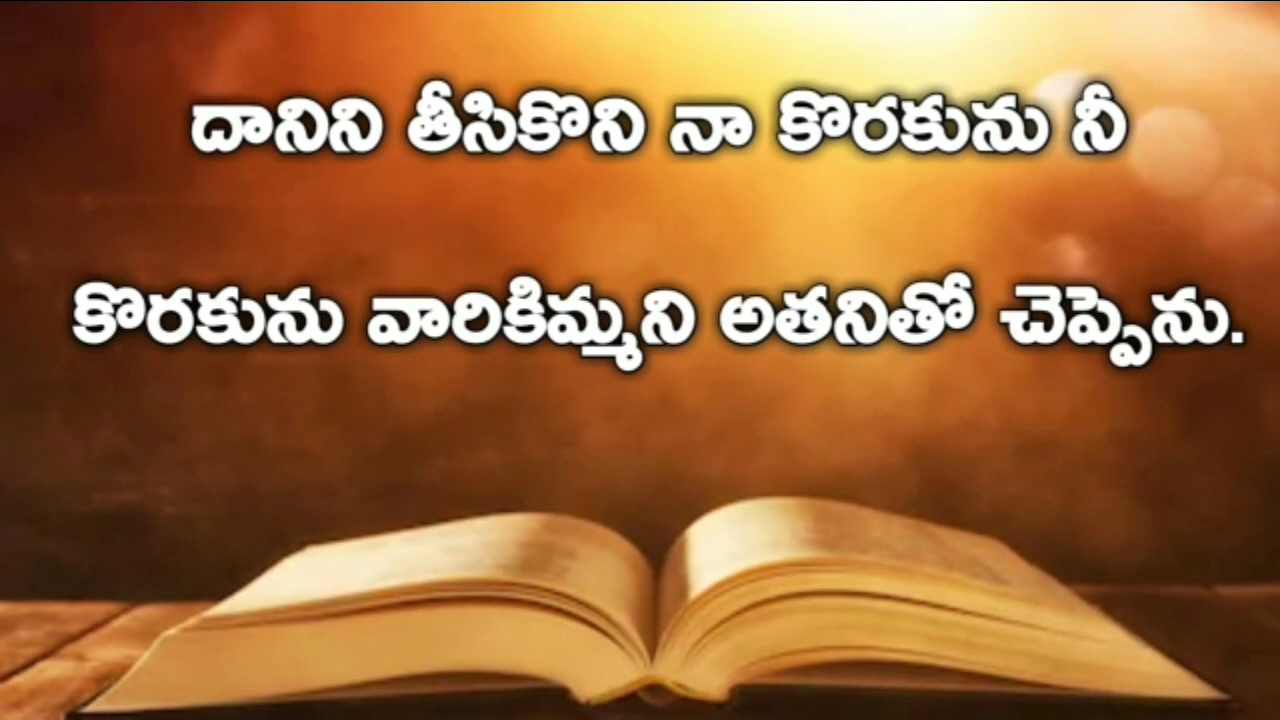 దానిని తీసికొని నా కొరకును నీ
కొరకును వారికిమ్మని అతనితో చెప్పెను.